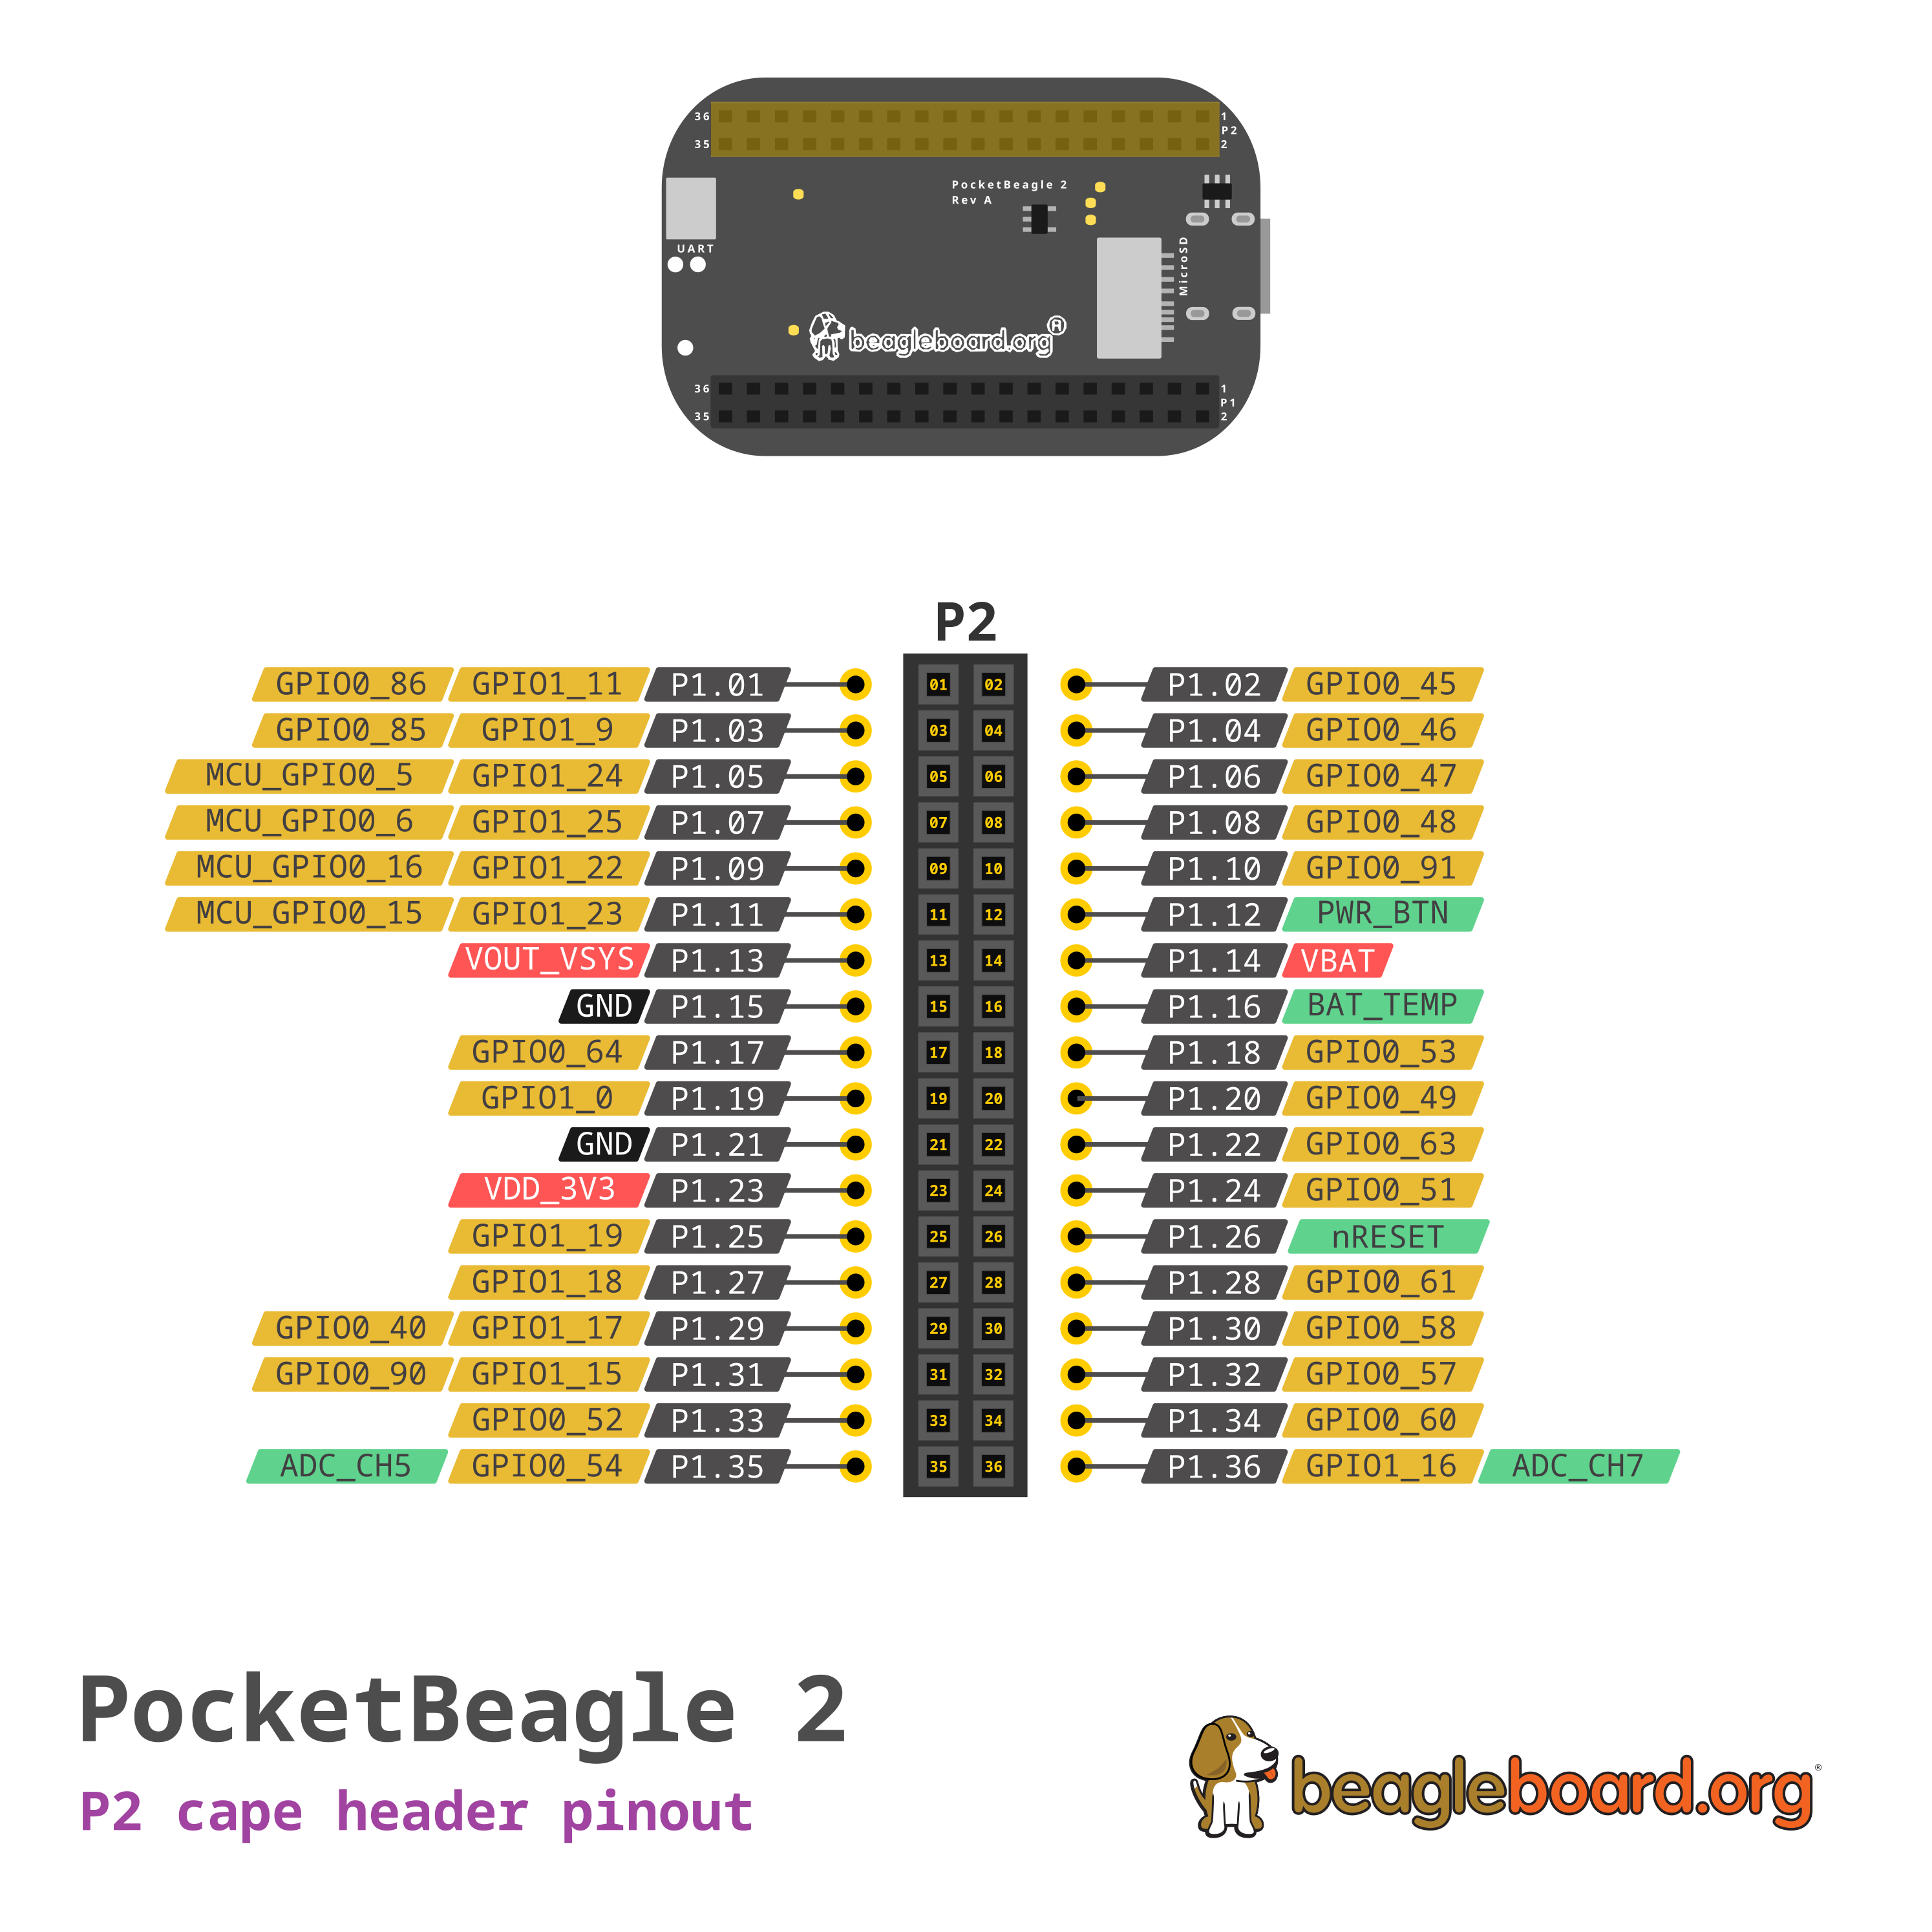 36 1
P2
35 2
PocketBeagle 2
Rev A
UART
MicroSD
beagleboard.org®
36 1
P1
35 2
P2
GPIO0_86 GPIO1_11 P1.01 01 02 P1.02 GPIO0_45
GPIO0_85 GPIO1_9 P1.03 03 04 P1.04 GPIO0_46
MCU_GPIO0_5 GPIO1_24 P1.05 05 06 P1.06 GPIO0_47
MCU_GPIO0_6 GPIO1_25 P1.07 07 08 P1.08 GPIO0_48
MCU_GPIO0_16 GPIO1_22 P1.09 09 10 P1.10 GPIO0_91
MCU_GPIO0_15 GPIO1_23 P1.11 11 12 P1.12 PWR_BTN
VOUT_VSYS P1.13 13 14 P1.14 VBAT
GND P1.15 15 16 P1.16 BAT_TEMP
GPIO0_64 P1.17 17 18 P1.18 GPIO0_53
GPIO1_0 P1.19 19 20 P1.20 GPIO0_49
GND P1.21 21 22 P1.22 GPIO0_63
VDD_3V3 P1.23 23 24 P1.24 GPIO0_51
GPIO1_19 P1.25 25 26 P1.26 nRESET
GPIO1_18 P1.27 27 28 P1.28 GPIO0_61
GPIO0_40 GPIO1_17 P1.29 29 30 P1.30 GPIO0_58
GPIO0_90 GPIO1_15 P1.31 31 32 P1.32 GPIO0_57
GPIO0_52 P1.33 33 34 P1.34 GPIO0_60
ADC_CH5 GPIO0_54 P1.35 35 36 P1.36 GPIO1_16 ADC_CH7
PocketBeagle 2
P2 cape header pinout
beagleboard.org®